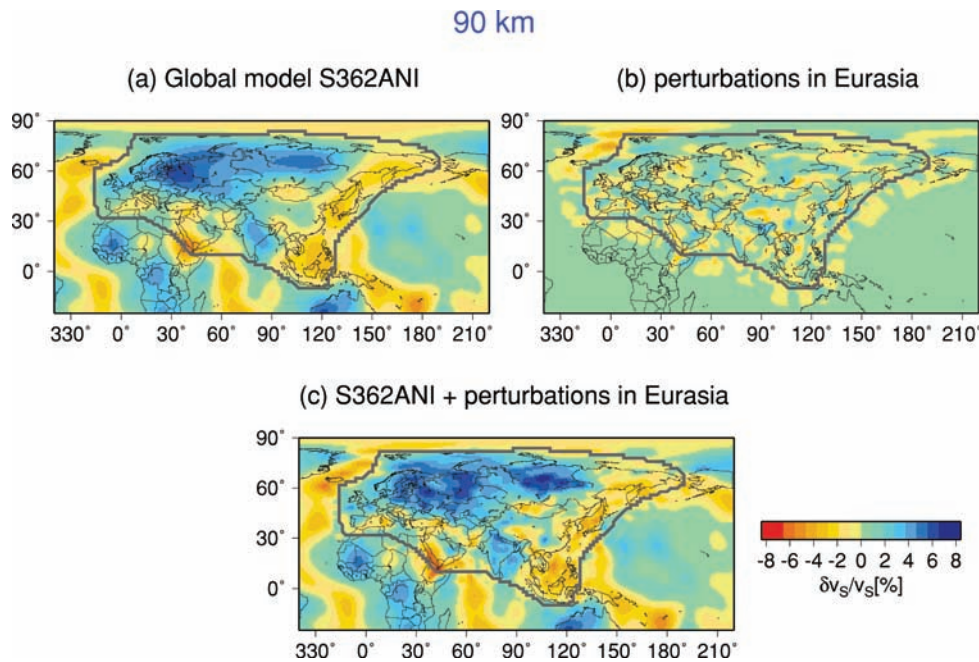 90 km
(a) Global model S362ANI
(b) perturbations in Eurasia
90˚
60˚
30˚
0˚
330˚ 0˚ 30˚ 60˚ 90˚ 120˚ 150˚ 180˚ 210˚
90˚
60˚
30˚
0˚
330˚ 0˚ 30˚ 60˚ 90˚ 120˚ 150˚ 180˚ 210˚
(c) S362ANI + perturbations in Eurasia
90˚
60˚
30˚
0˚
330˚ 0˚ 30˚ 60˚ 90˚ 120˚ 150˚ 180˚ 210˚
-8 -6 -4 -2 0 2 4 6 8
δvS/vS[%]